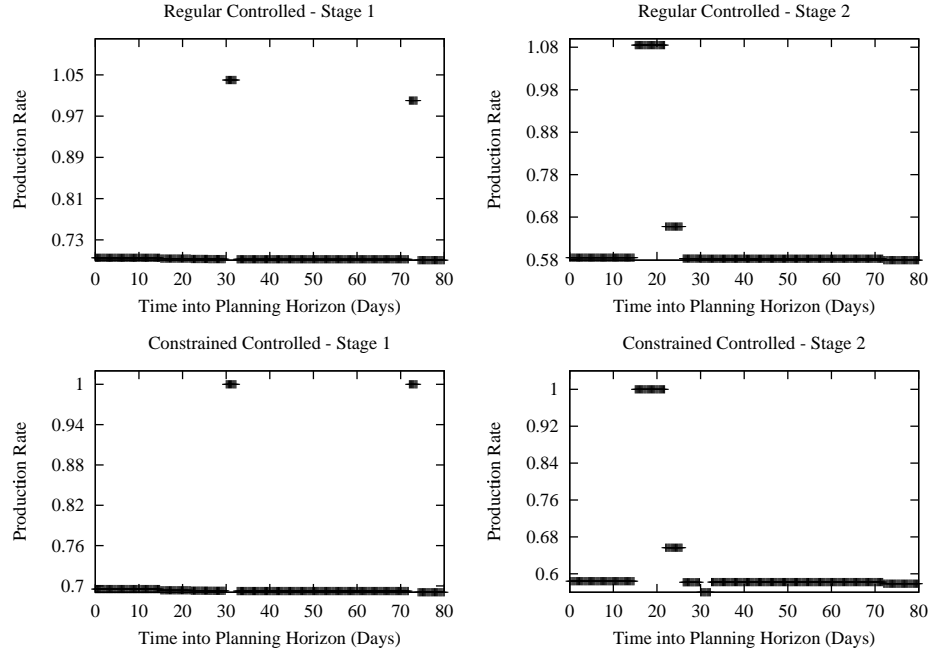 Regular Controlled - Stage 1
Production Rate
1.05
0.97
0.89
0.81
0.73
0 10 20 30 40 50 60 70 80
Time into Planning Horizon (Days)
Regular Controlled - Stage 2
Production Rate
1.08
0.98
0.88
0.78
0.68
0.58
0 10 20 30 40 50 60 70 80
Time into Planning Horizon (Days)
Constrained Controlled - Stage 1
Production Rate
1
0.94
0.88
0.82
0.76
0.7
0 10 20 30 40 50 60 70 80
Time into Planning Horizon (Days)
Constrained Controlled - Stage 2
Production Rate
1
0.92
0.84
0.76
0.68
0.6
0 10 20 30 40 50 60 70 80
Time into Planning Horizon (Days)